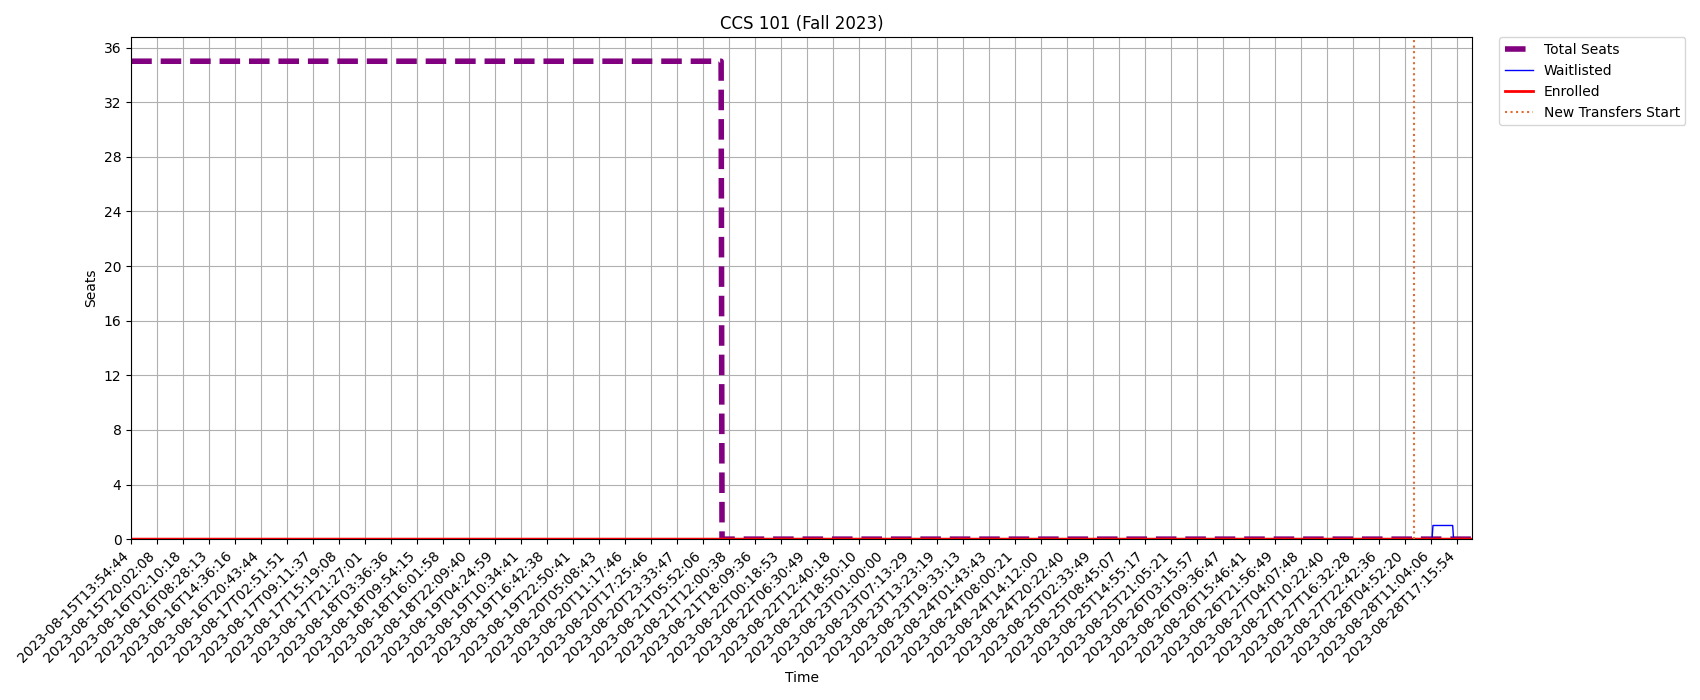 CCS 101 (Fall 2023)
Total Seats
Waitlisted
Enrolled
New Transfers Start
Seats
36
32
28
24
20
16
12
8
4
0
2023-08-15T13:54:44
2023-08-15T20:02:08
2023-08-16T02:10:18
2023-08-16T08:28:13
2023-08-16T14:36:16
2023-08-16T20:43:44
2023-08-17T02:51:51
2023-08-17T09:11:37
2023-08-17T15:19:08
2023-08-17T21:27:01
2023-08-18T03:36:36
2023-08-18T09:54:15
2023-08-18T16:01:58
2023-08-18T22:09:40
2023-08-19T04:24:59
2023-08-19T10:34:41
2023-08-19T16:42:38
2023-08-19T22:50:41
2023-08-20T05:08:43
2023-08-20T11:17:46
2023-08-20T17:25:46
2023-08-20T23:33:47
2023-08-21T05:52:06
2023-08-21T12:00:38
2023-08-21T18:09:36
2023-08-22T00:18:53
2023-08-22T06:30:49
2023-08-22T12:40:18
2023-08-22T18:50:10
2023-08-23T01:00:00
2023-08-23T07:13:29
2023-08-23T13:23:19
2023-08-23T19:33:13
2023-08-24T01:43:43
2023-08-24T08:00:21
2023-08-24T14:12:00
2023-08-24T20:22:40
2023-08-25T02:33:49
2023-08-25T08:45:07
2023-08-25T14:55:17
2023-08-25T21:05:21
2023-08-26T03:15:57
2023-08-26T09:36:47
2023-08-26T15:46:41
2023-08-26T21:56:49
2023-08-27T04:07:48
2023-08-27T10:22:40
2023-08-27T16:32:28
2023-08-27T22:42:36
2023-08-28T04:52:20
2023-08-28T11:04:06
2023-08-28T17:15:54
Time